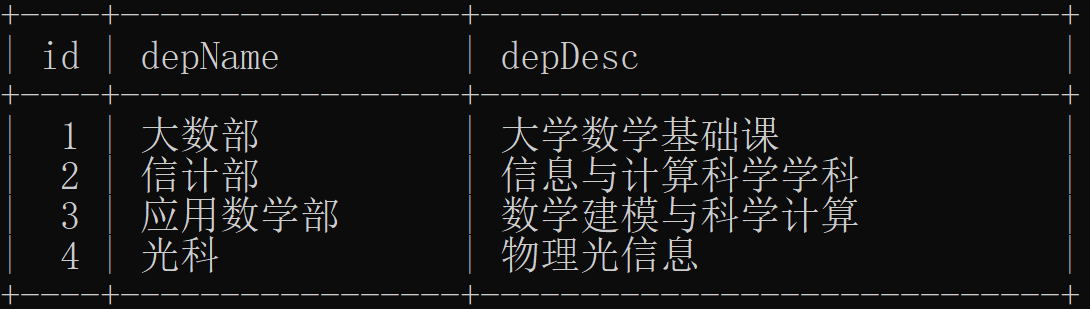 id depName depDesc
1 大数部 大学数学基础课
2 信计部 信息与计算科学学科
3 应用数学部 数学建模与科学计算
4 光科 物理光信息